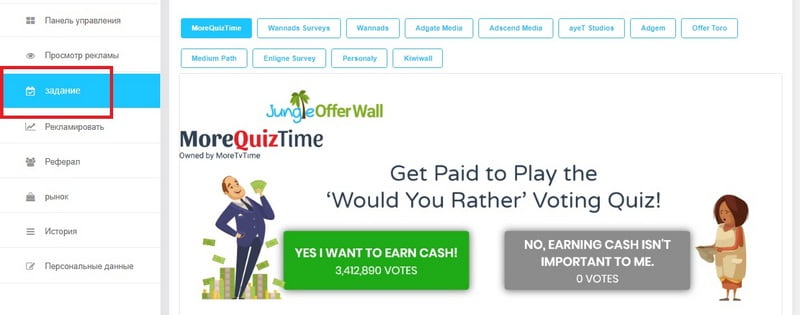 Панель управления
Просмотр рекламы
задание
Рекламировать
Реферал
рынок
История
Персональные данные
MoreQuizTime Wannads Surveys Wannads Adgate Media Adscend Media ayeT Studios Adgem Offer Toro
Medium Path Enligne Survey Personaly Kiwiwall
Jungle OfferWall
MoreQuizTime
Owned by MoreTvTime
Get Paid to Play the
‘Would You Rather’ Voting Quiz!
YES I WANT TO EARN CASH!
3,412,890 VOTES
NO, EARNING CASH ISN'T
IMPORTANT TO ME.
0 VOTES